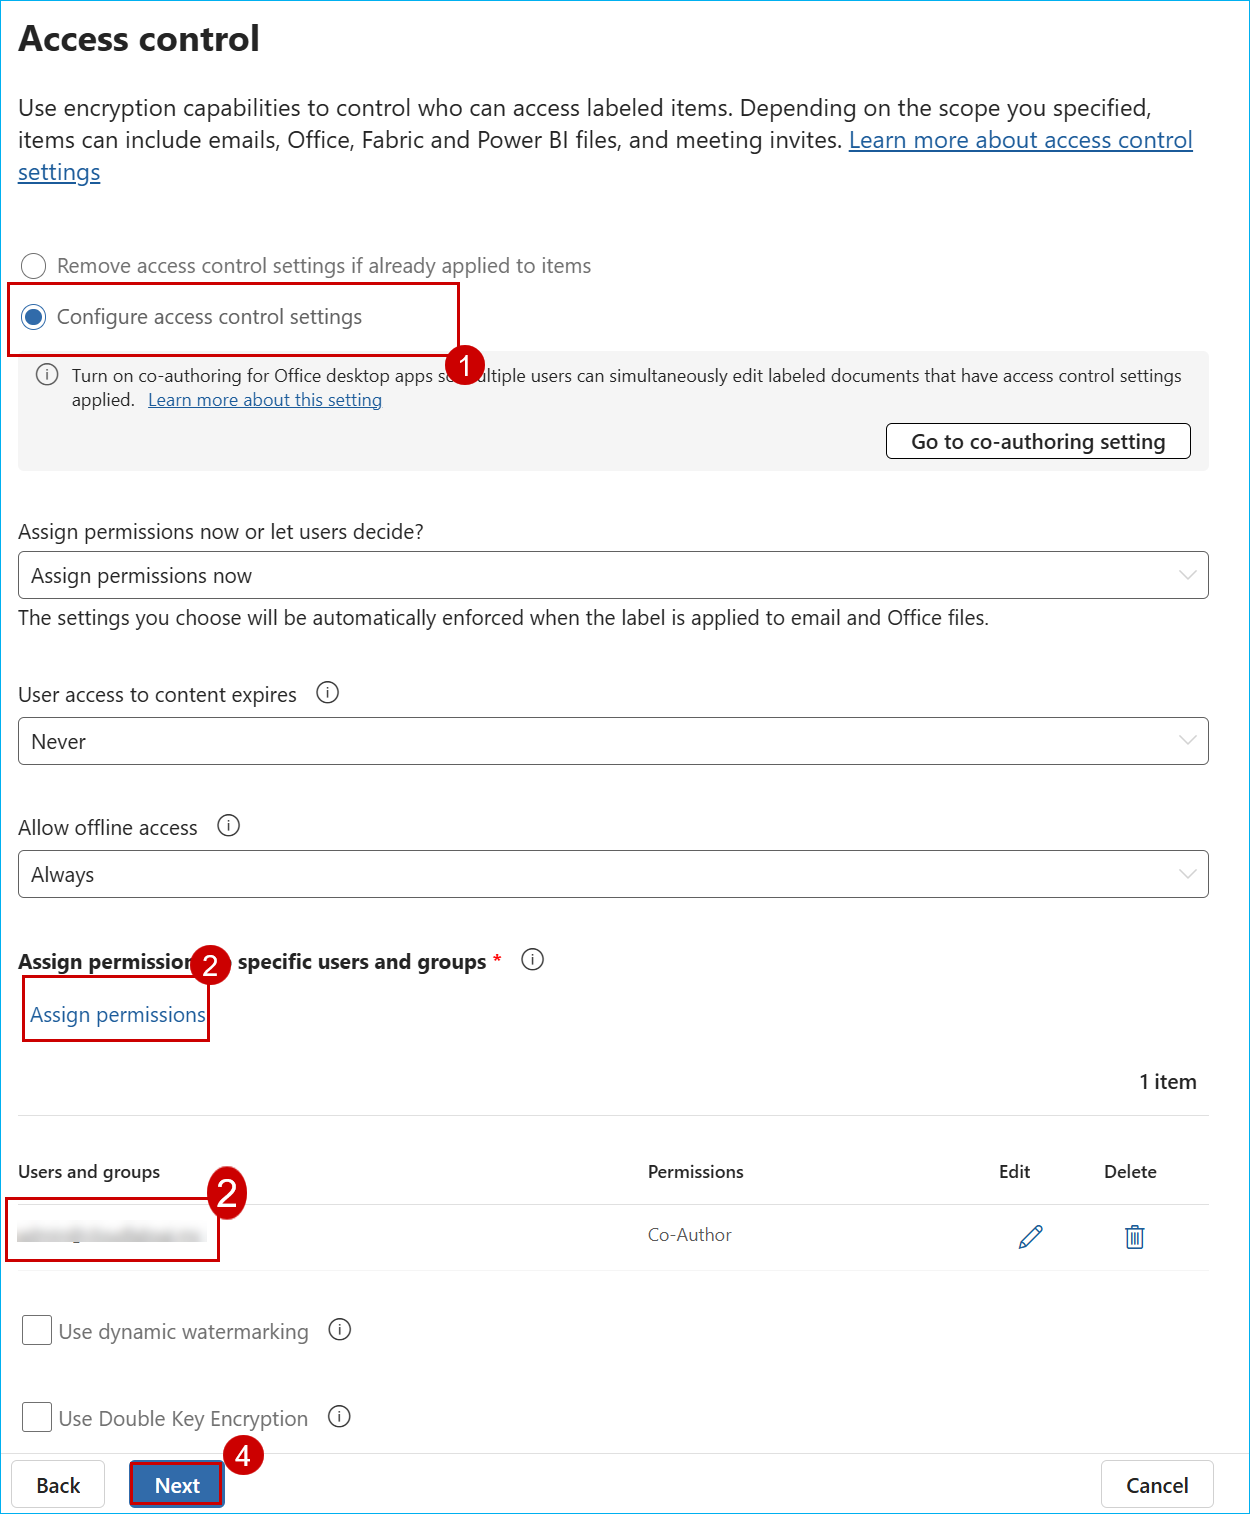 Access control
Use encryption capabilities to control who can access labeled items. Depending on the scope you specified,
items can include emails, Office, Fabric and Power BI files, and meeting invites. Learn more about access control
settings
Remove access control settings if already applied to items
Configure access control settings
1
Turn on co-authoring for Office desktop apps ultiple users can simultaneously edit labeled documents that have access control settings
applied. Learn more about this setting
Go to co-authoring setting
Assign permissions now or let users decide?
Assign permissions now
The settings you choose will be automatically enforced when the label is applied to email and Office files.
User access to content expires
Never
Allow offline access
Always
Assign permission 2 specific users and groups *
Assign permissions
1 item
Users and groups Permissions Edit Delete
2
Co-Author
Use dynamic watermarking
Use Double Key Encryption
4
Back Next Cancel